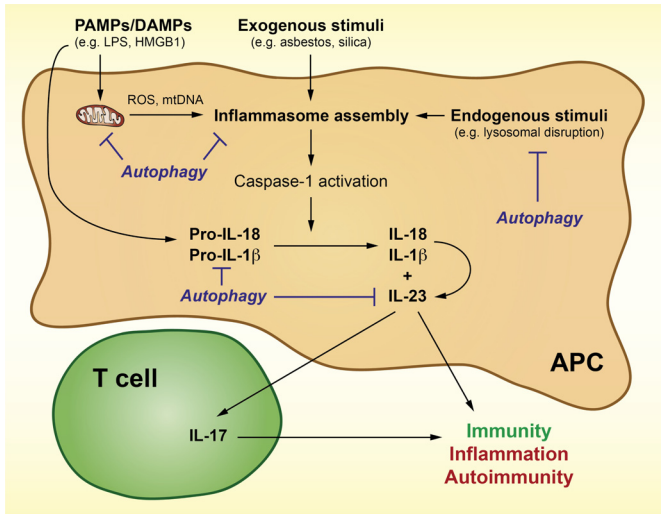 PAMPs/DAMPs
(e.g. LPS, HMGB1)
Exogenous stimuli
(e.g. asbestos, silica)
ROS, mtDNA
Inflammasome assembly
Endogenous stimuli
(e.g. lysosomal disruption)
Autophagy
Caspase-1 activation
Autophagy
Pro-IL-18
Pro-IL-1β
IL-18
IL-1β
+
IL-23
Autophagy
APC
T cell
IL-17
Immunity
Inflammation
Autoimmunity